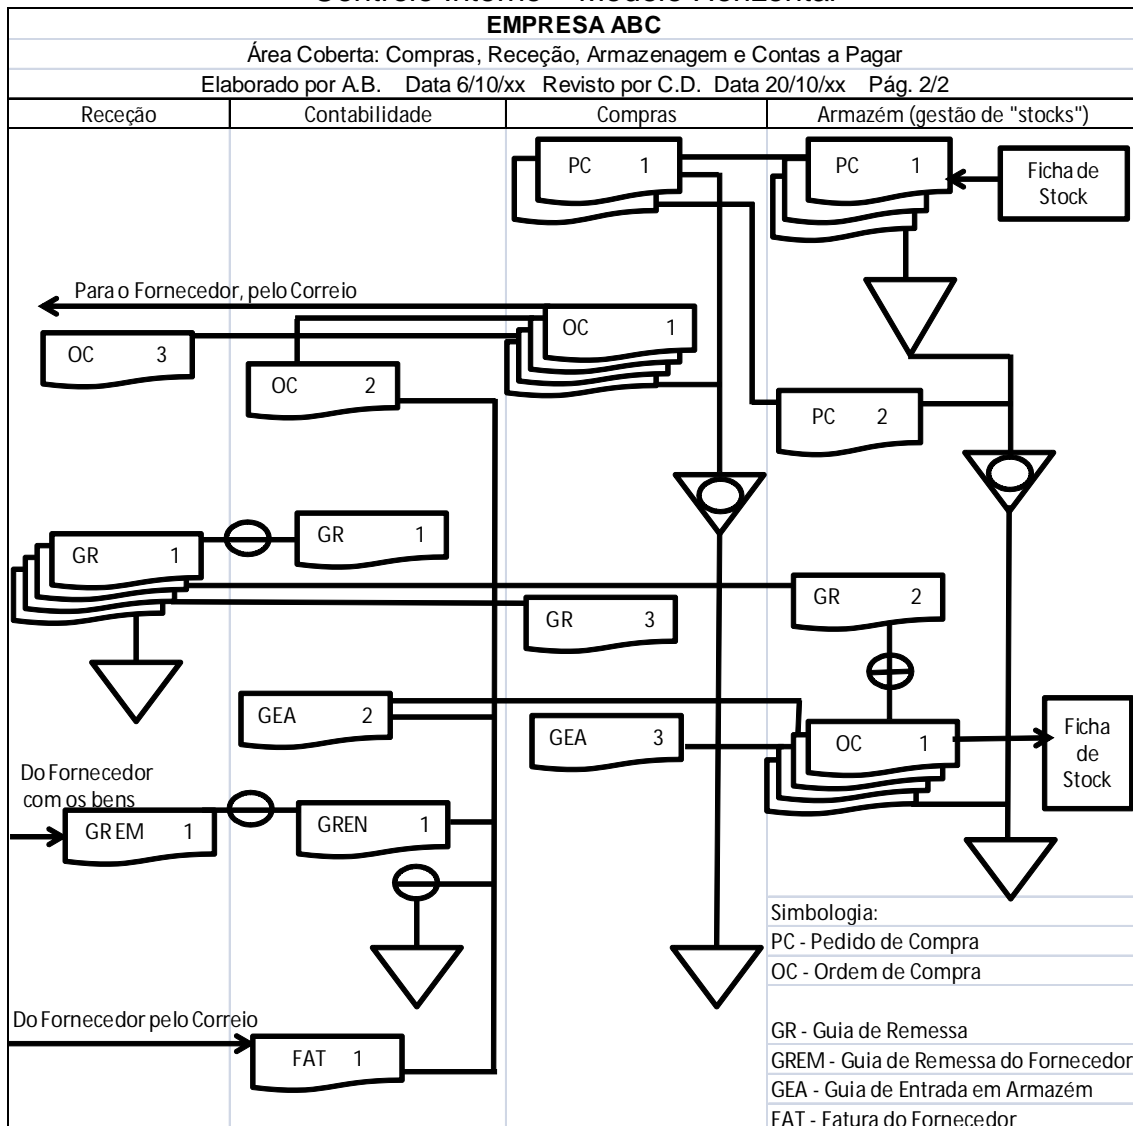 Controlo Interno – Modelo Horizontal
EMPRESA ABC
Área Coberta: Compras, Receção, Armazenagem e Contas a Pagar
Elaborado por A.B. Data 6/10/xx Revisto por C.D. Data 20/10/xx Pág. 2/2
Receção Contabilidade Compras Armazém (gestão de "stocks")
PC 1
PC 1
Ficha de
Stock
Para o Fornecedor, pelo Correio
OC 1
OC 3
OC 2
PC 2
GR 1
GR 1
GR 2
GR 3
GEA 2
GEA 3
OC 1
Ficha
de
Stock
Do Fornecedor
com os bens
GREM 1
GREN 1
Simbologia:
PC - Pedido de Compra
OC - Ordem de Compra
Do Fornecedor pelo Correio
FAT 1
GR - Guia de Remessa
GREM - Guia de Remessa do Fornecedor
GEA - Guia de Entrada em Armazém
FAT - Fatura do Fornecedor